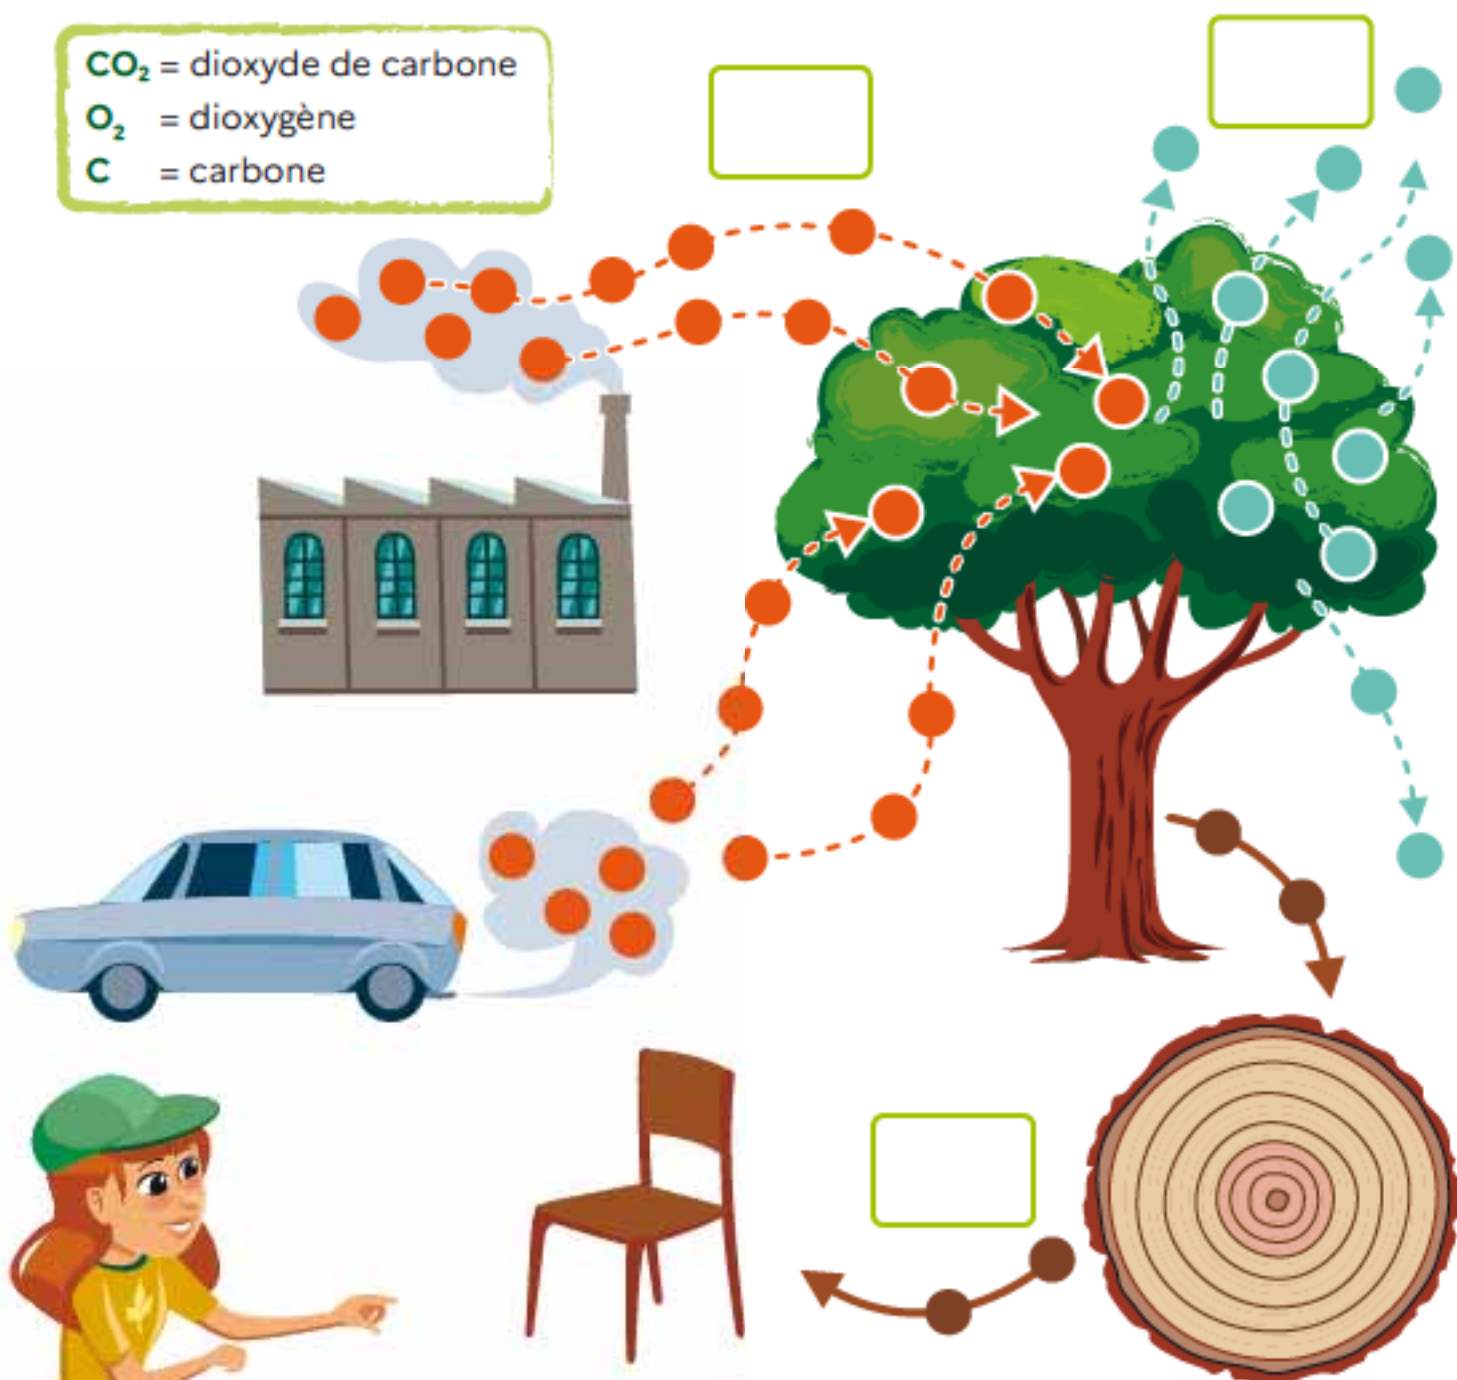 CO₂ = dioxyde de carbone
O₂ = dioxygène
C = carbone